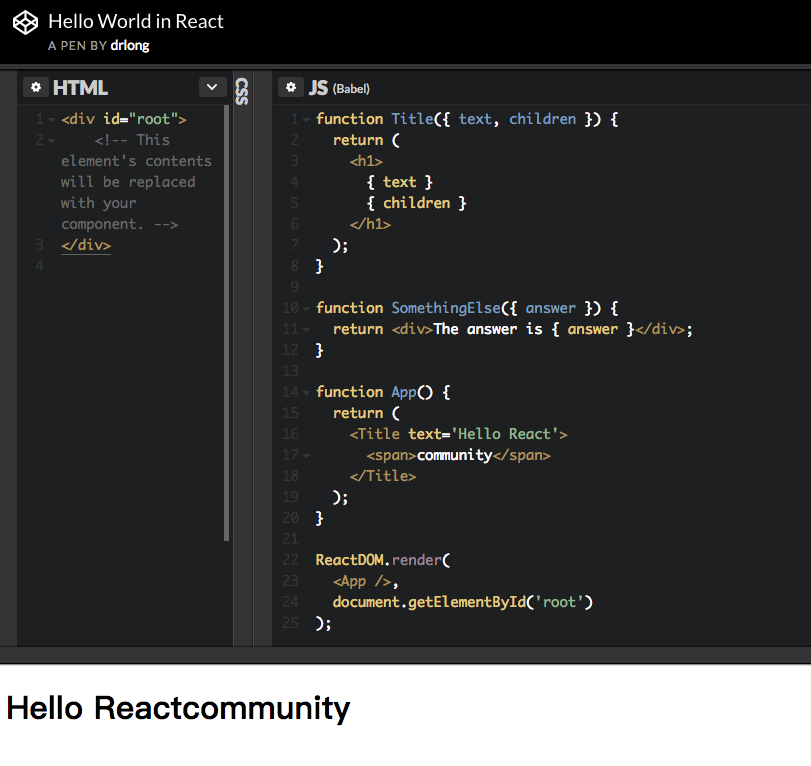 Hello World in React
A PEN BY drlong
HTML
1 <div id="root">
2 <!-- This
element's contents
will be replaced
with your
component. -->
3 </div>
4
CSS
JS (Babel)
1 function Title({ text, children }) {
2 return (
3 <h1>
4 { text }
5 { children }
6 </h1>
7 );
8 }
9
10 function SomethingElse({ answer }) {
11 return <div>The answer is { answer }</div>;
12 }
13
14 function App() {
15 return (
16 <Title text='Hello React'>
17 <span>community</span>
18 </Title>
19 );
20 }
21
22 ReactDOM.render(
23 <App />,
24 document.getElementById('root')
25 );
Hello Reactcommunity